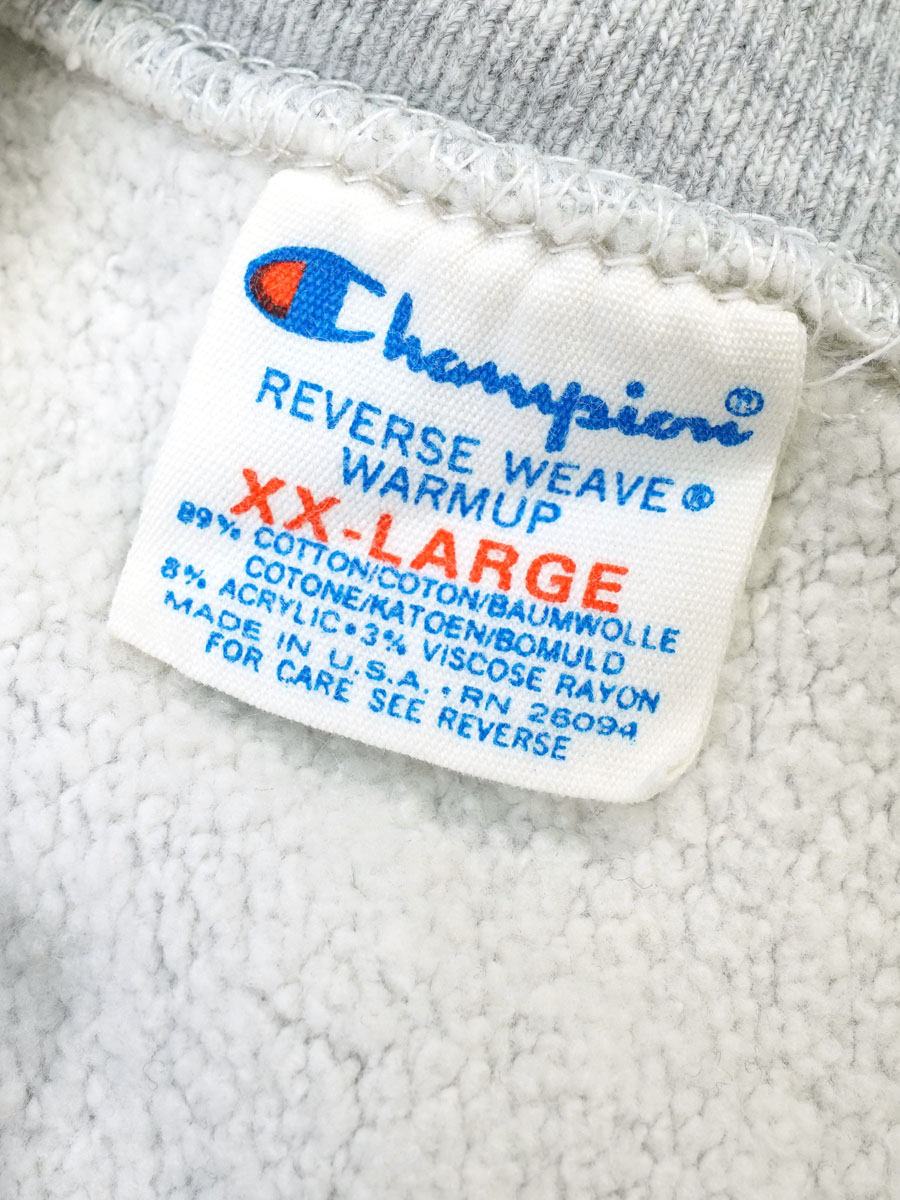 Champion®
REVERSE WEAVE®
WARMUP
XX-LARGE
89% COTTON/COTON/BAUMWOLLE
COTONE/KATOEN/BOMULD
8% ACRYLIC•3% VISCOSE RAYON
MADE IN U.S.A.•RN 26094
FOR CARE SEE REVERSE